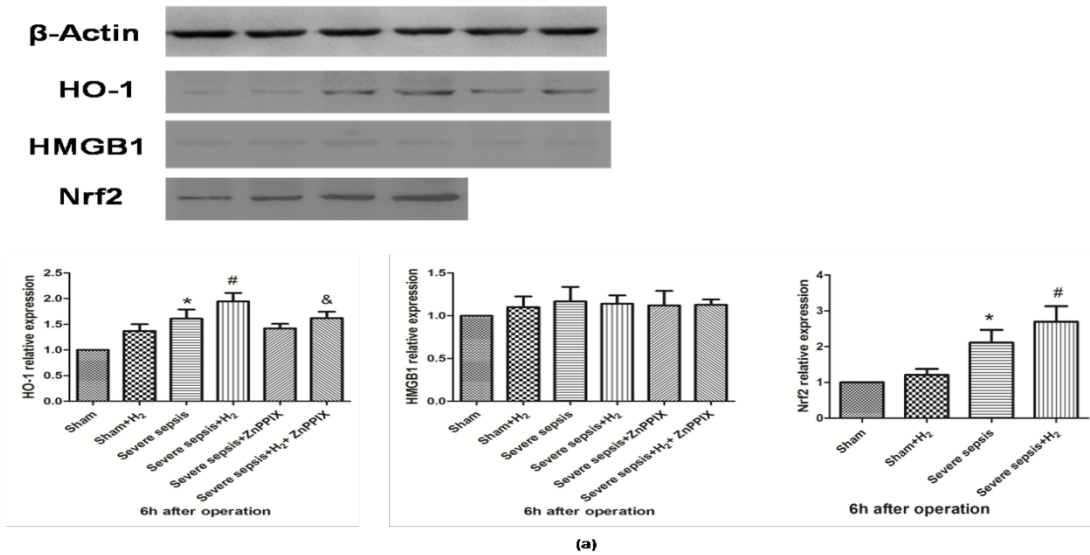 β-Actin
HO-1
HMGB1
Nrf2
HO-1 relative expression
2.5
2.0
1.5
1.0
0.5
0.0
*
#
&
Sham
Sham+H₂
Severe sepsis
Severe sepsis+H₂
Severe sepsis+ZnPPIX
Severe sepsis+H₂+ ZnPPIX
6h after operation
HMGB1 relative expression
1.5
1.0
0.5
0.0
Sham
Sham+H₂
Severe sepsis
Severe sepsis+H₂
Severe sepsis+ZnPPIX
Severe sepsis+H₂+ ZnPPIX
6h after operation
Nrf2 relative expression
4
3
2
1
0
*
#
Sham
Sham+H₂
Severe sepsis
Severe sepsis+H₂
6h after operation
(a)